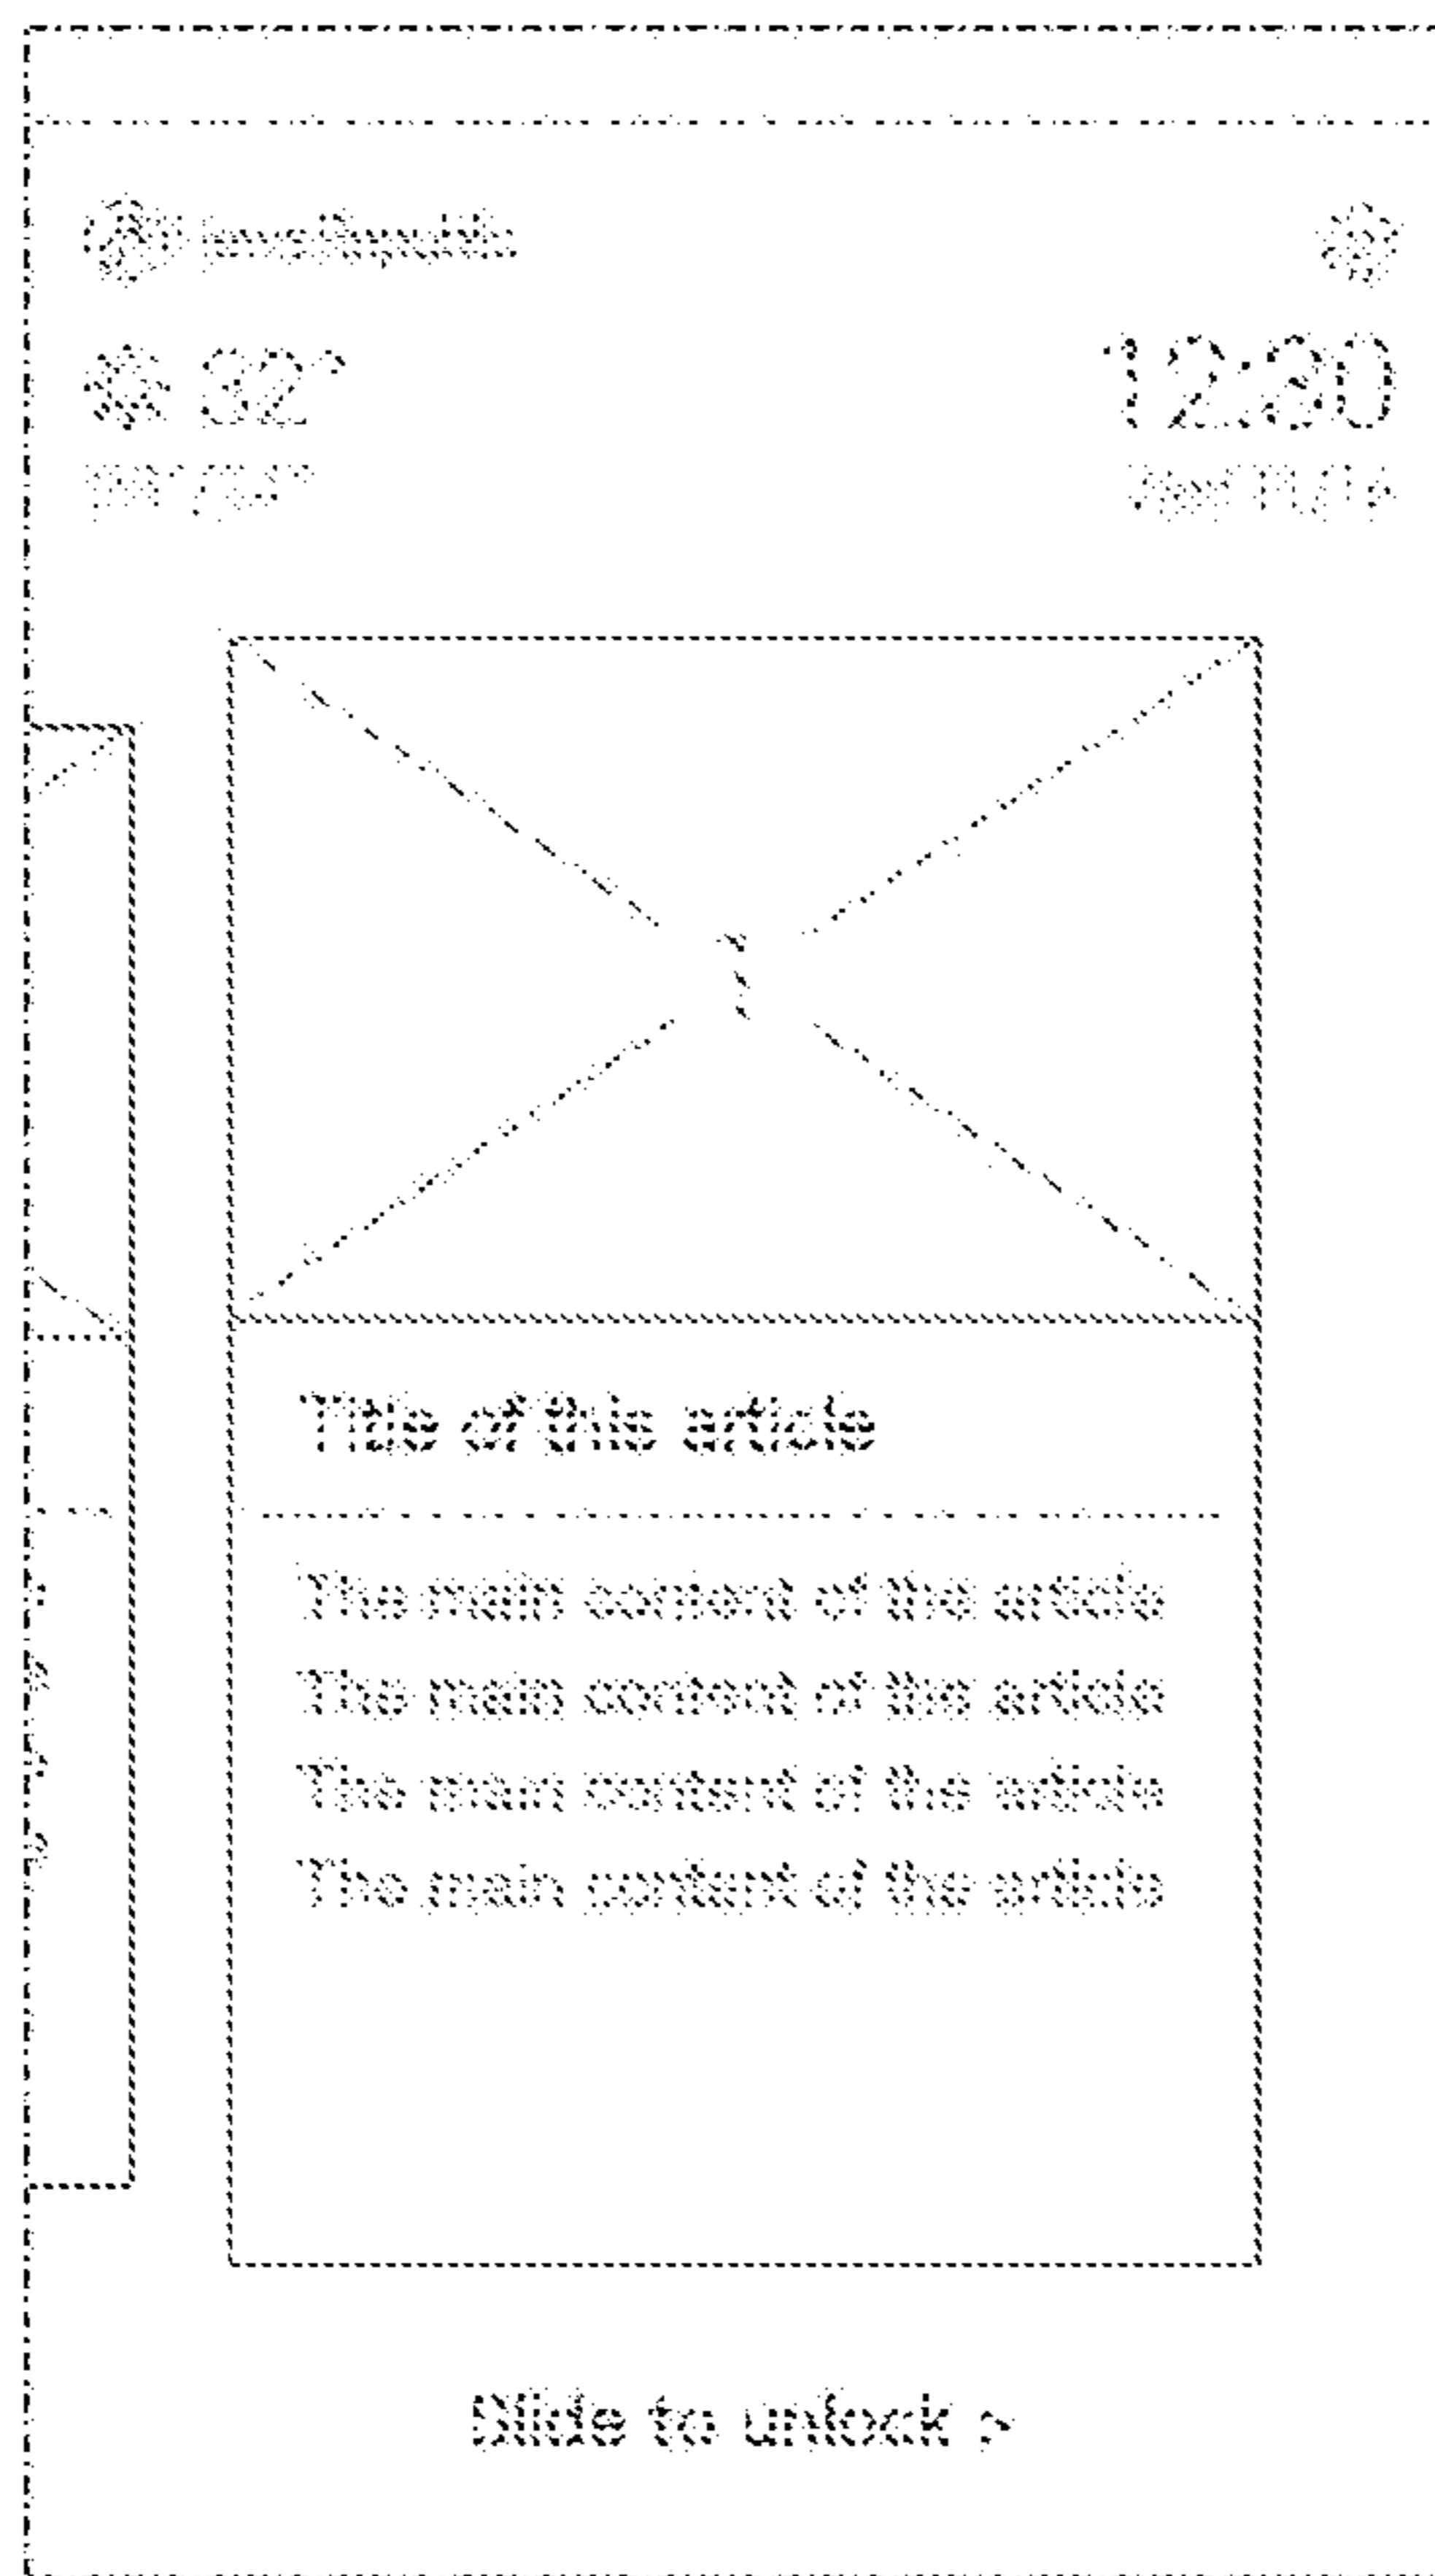 32°
12:30
1
Title of this article
The main content of the article
The main content of the article
The main content of the article
The main content of the article
Slide to unlock >